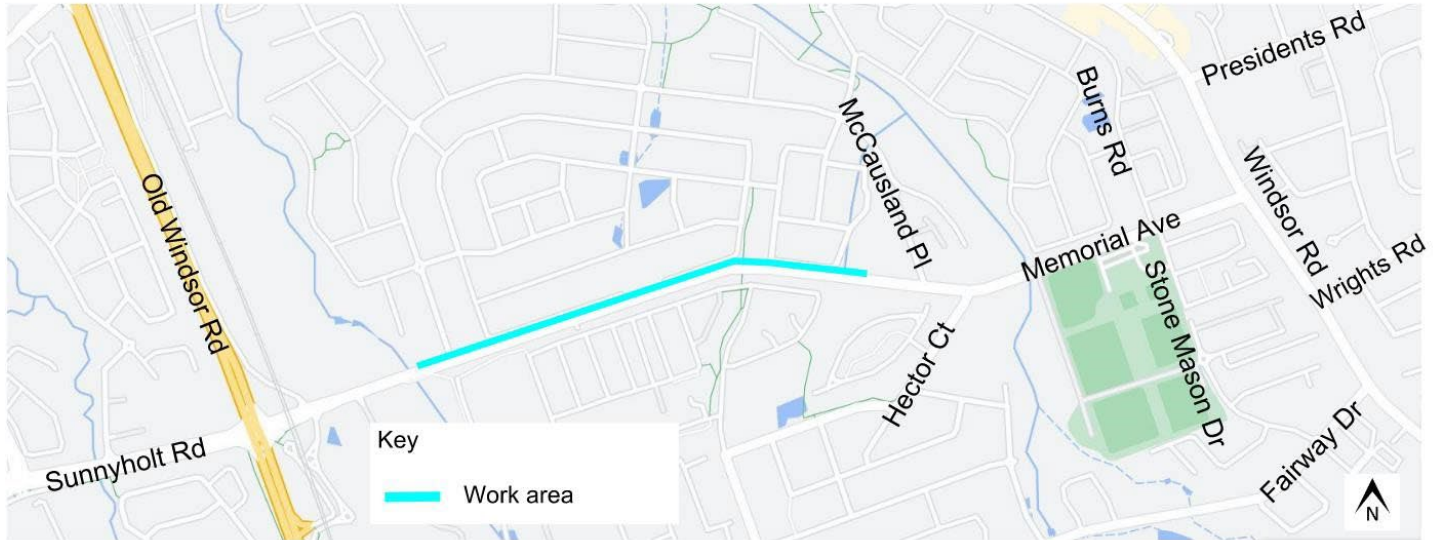 Presidents Rd
Burns Rd
McCausland Pl
Old Windsor Rd
Windsor Rd
Memorial Ave
Wrights Rd
Stone Mason Dr
Hector Ct
Fairway Dr
Sunnyholt Rd
Key
Work area
N